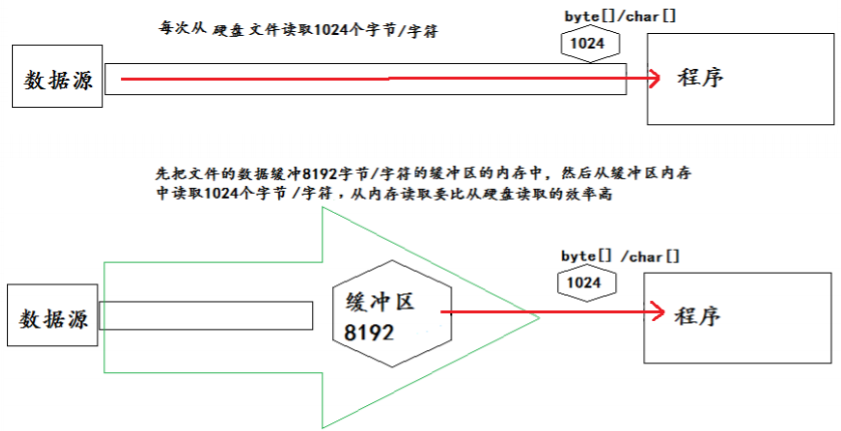 每次从 硬盘 文件读取1024个字节/字符
byte[]/char[]
1024
数据源
程序
先把文件的数据缓冲8192字节/字符的缓冲区的内存中，然后从缓冲区内存
中读取1024个字节 /字符 ，从内存读取要比从硬盘读取的效率高
byte[] /char[]
1024
数据源
缓冲区
8192
程序